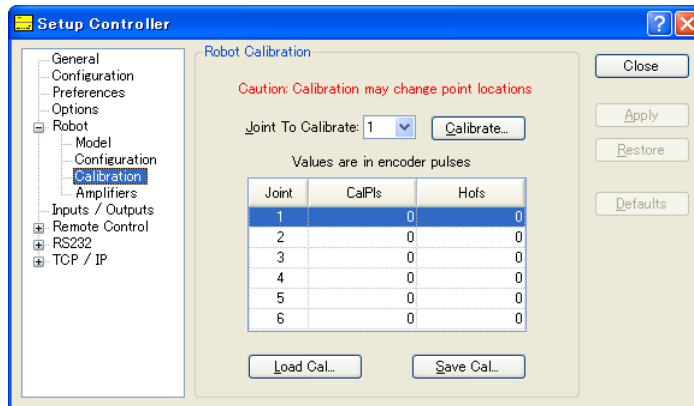 Setup Controller
General
Configuration
Preferences
Options
Robot
Model
Configuration
Calibration
Amplifiers
Inputs / Outputs
Remote Control
RS232
TCP / IP
Robot Calibration
Caution: Calibration may change point locations
Joint To Calibrate: 1 Calibrate...
Values are in encoder pulses
Joint CalPls Hofs
1 0 0
2 0 0
3 0 0
4 0 0
5 0 0
6 0 0
Load Cal... Save Cal...
Close
Apply
Restore
Defaults